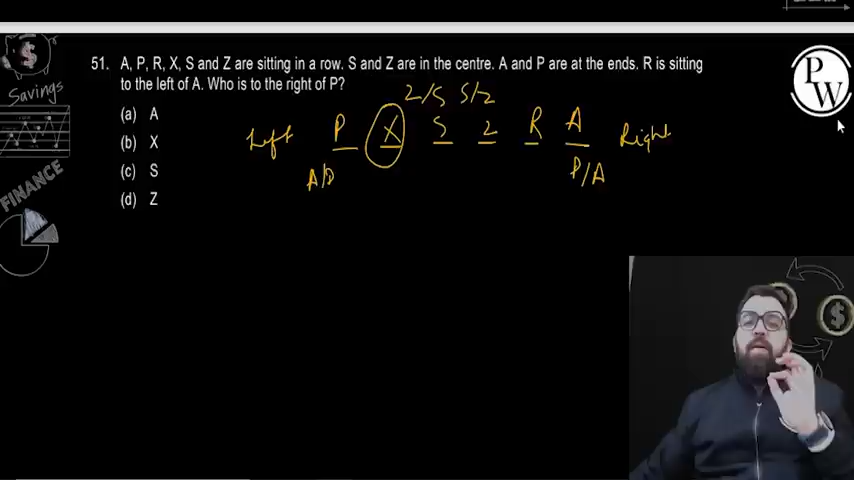 51. A, P, R, X, S and Z are sitting in a row. S and Z are in the centre. A and P are at the ends. R is sitting
to the left of A. Who is to the right of P?
Savings
PW
Z/S S/Z
(a) A
(b) X
Left P X S Z R A Right
(c) S
A/P P/A
FINANCE
(d) Z